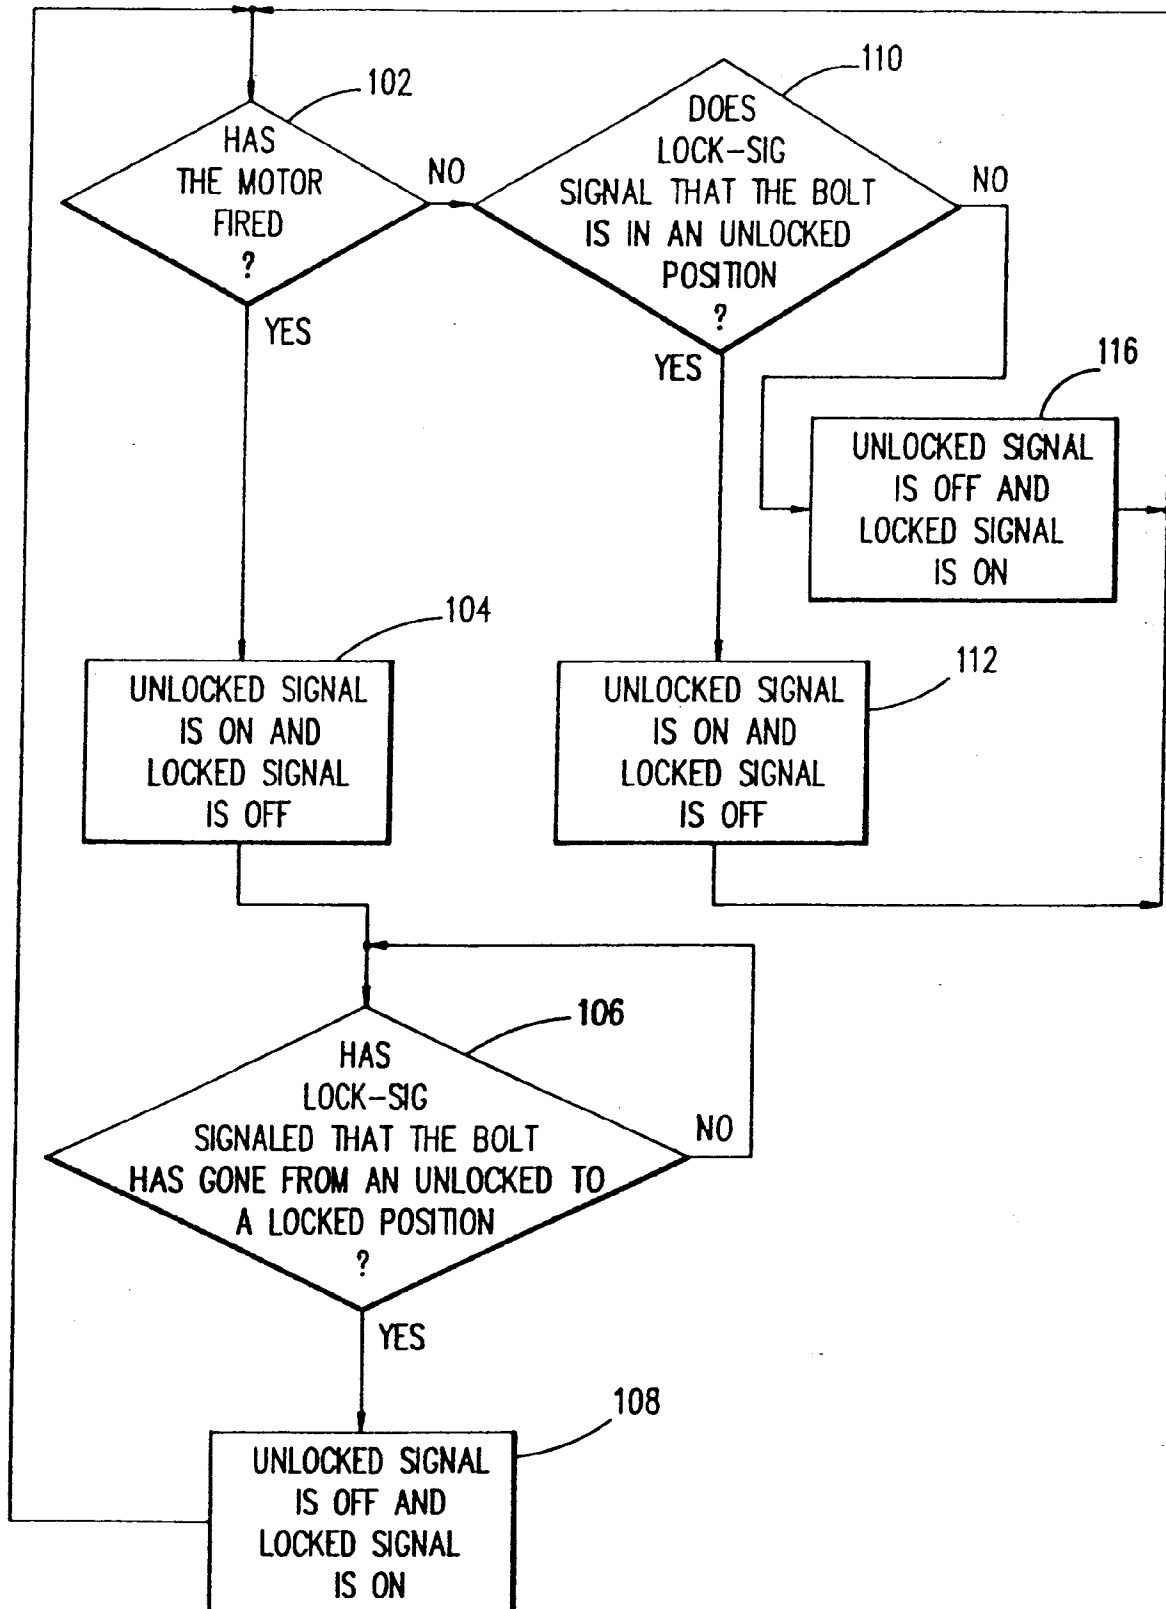 102
HAS
THE MOTOR
FIRED
?
NO
YES
110
DOES
LOCK-SIG
SIGNAL THAT THE BOLT
IS IN AN UNLOCKED
POSITION
?
NO
YES
116
UNLOCKED SIGNAL
IS OFF AND
LOCKED SIGNAL
IS ON
104
UNLOCKED SIGNAL
IS ON AND
LOCKED SIGNAL
IS OFF
112
UNLOCKED SIGNAL
IS ON AND
LOCKED SIGNAL
IS OFF
106
HAS
LOCK-SIG
SIGNALED THAT THE BOLT
HAS GONE FROM AN UNLOCKED TO
A LOCKED POSITION
?
NO
YES
108
UNLOCKED SIGNAL
IS OFF AND
LOCKED SIGNAL
IS ON